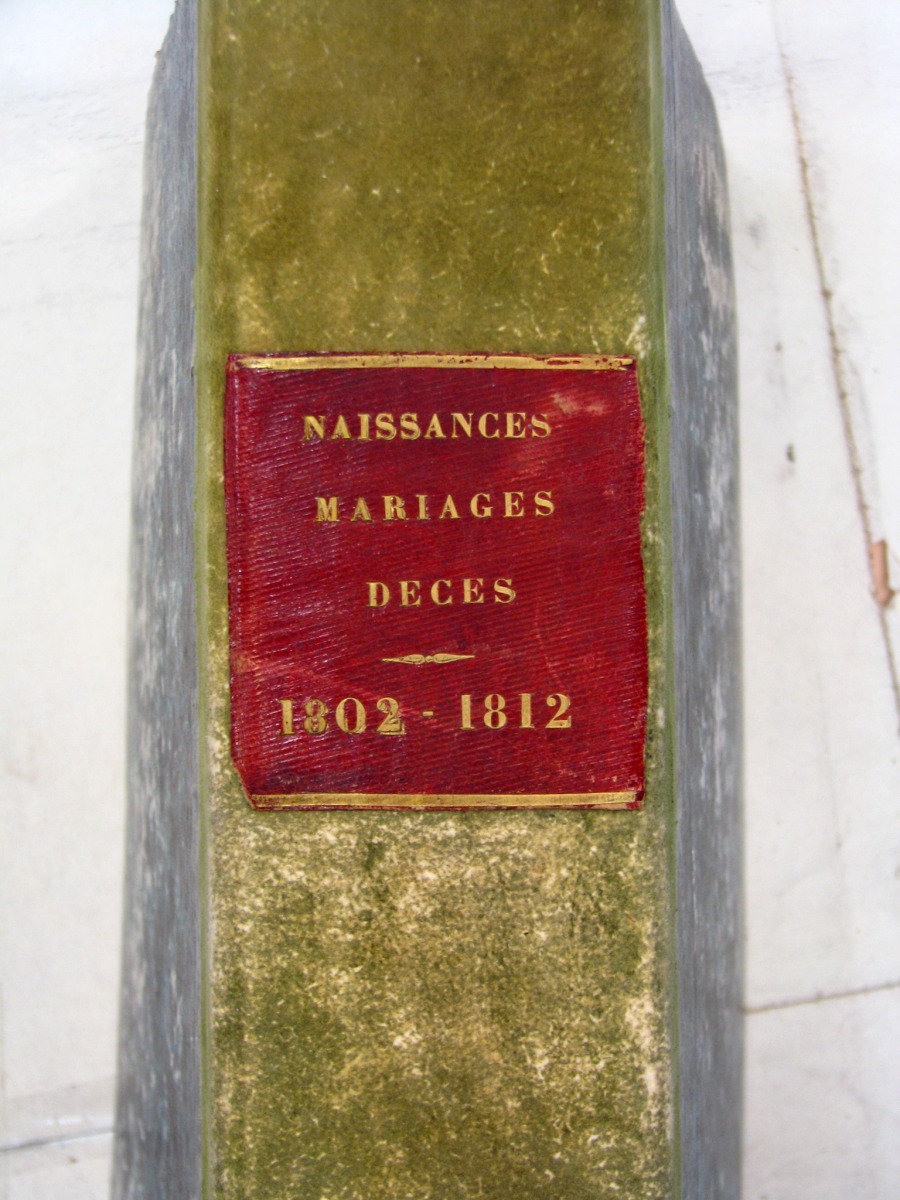 NAISSANCES
MARIAGES
DECES
1802 - 1812